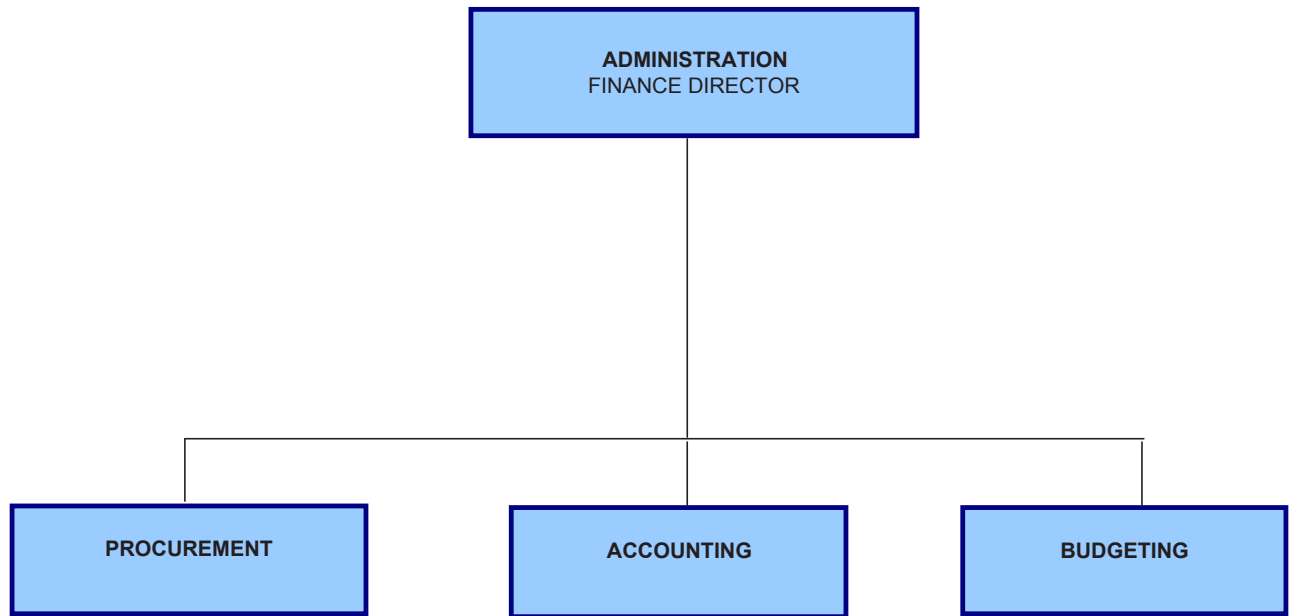 ADMINISTRATION
FINANCE DIRECTOR
PROCUREMENT
ACCOUNTING
BUDGETING